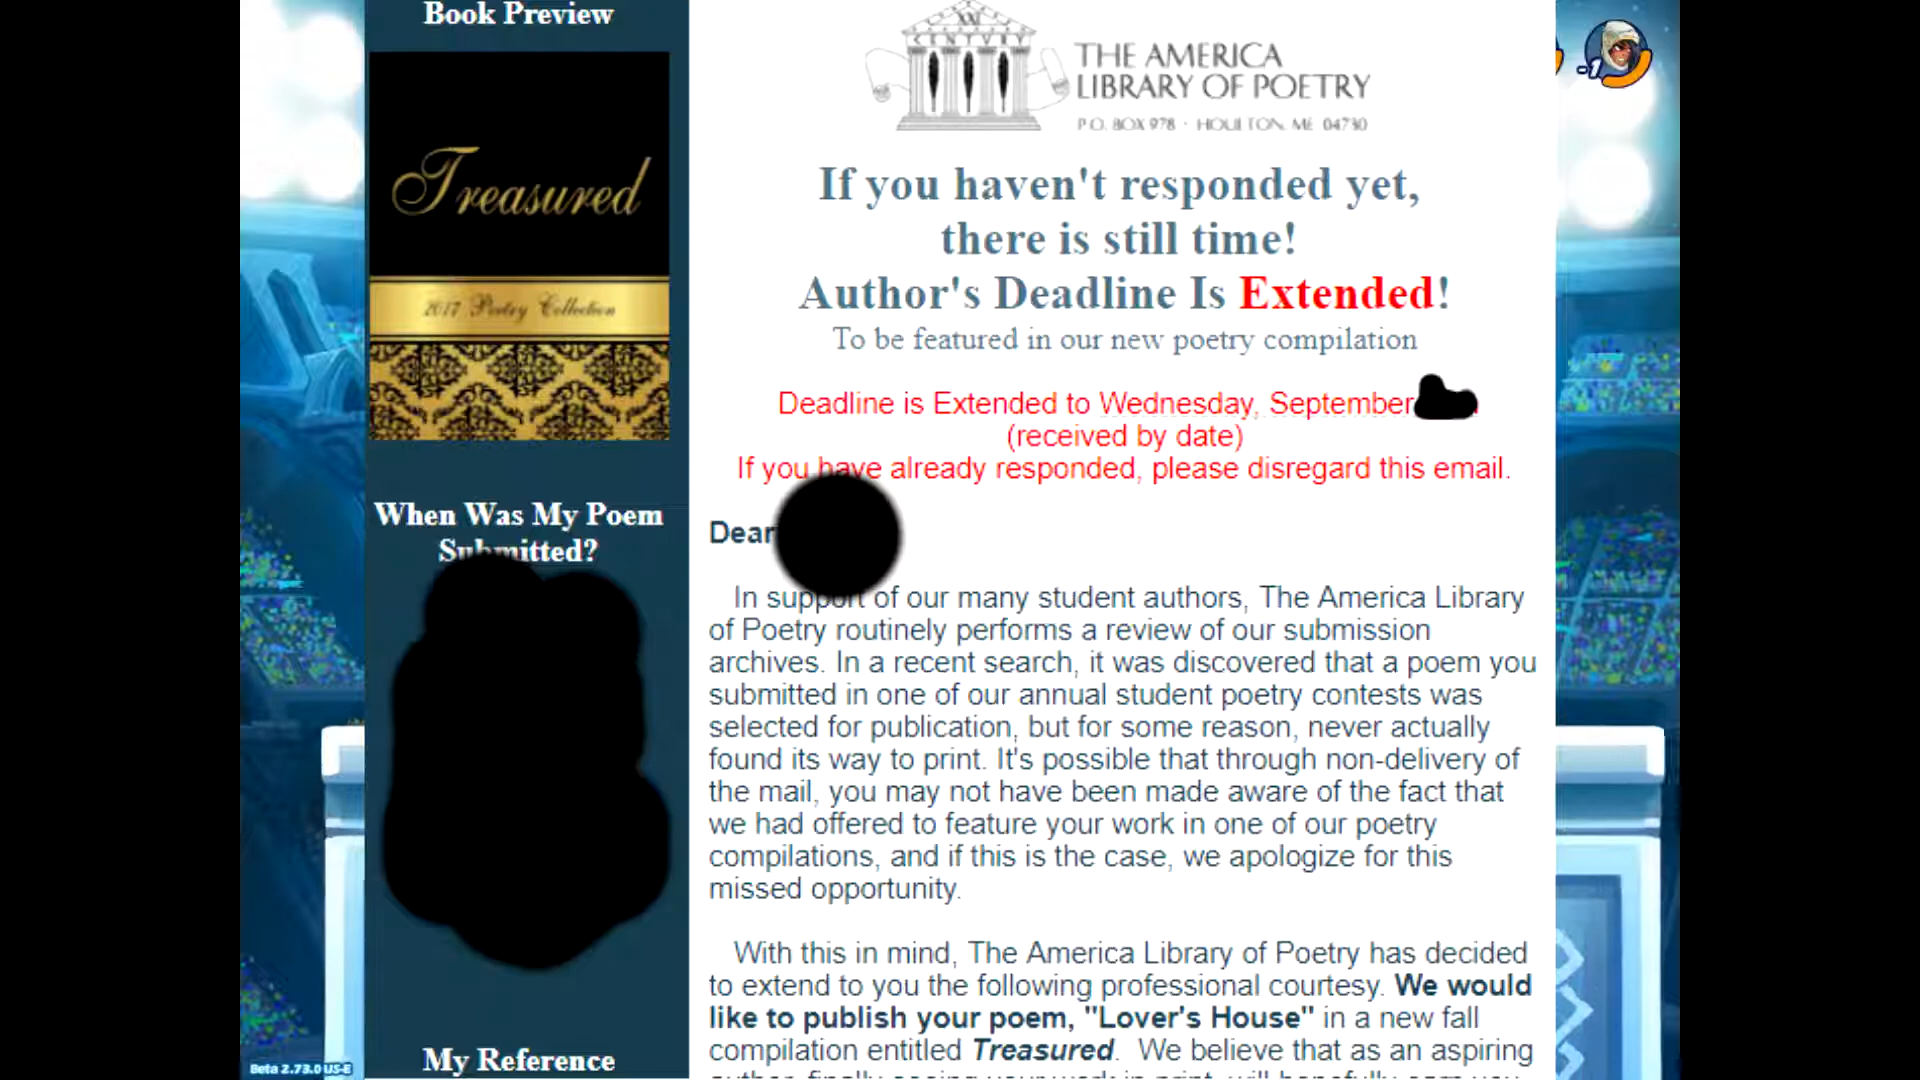 Book Preview
Treasured
2017 Poetry Collection
When Was My Poem
Submitted?
My Reference
XXI
CENTURY
THE AMERICA
LIBRARY OF POETRY
P.O. BOX 978 · HOULTON, ME 04730
If you haven't responded yet,
there is still time!
Author's Deadline Is Extended!
To be featured in our new poetry compilation
Deadline is Extended to Wednesday, September
(received by date)
If you have already responded, please disregard this email.
Dear
In support of our many student authors, The America Library
of Poetry routinely performs a review of our submission
archives. In a recent search, it was discovered that a poem you
submitted in one of our annual student poetry contests was
selected for publication, but for some reason, never actually
found its way to print. It's possible that through non-delivery of
the mail, you may not have been made aware of the fact that
we had offered to feature your work in one of our poetry
compilations, and if this is the case, we apologize for this
missed opportunity.
With this in mind, The America Library of Poetry has decided
to extend to you the following professional courtesy. We would
like to publish your poem, "Lover's House" in a new fall
compilation entitled Treasured. We believe that as an aspiring
-1
Beta 2.73.0 US-E